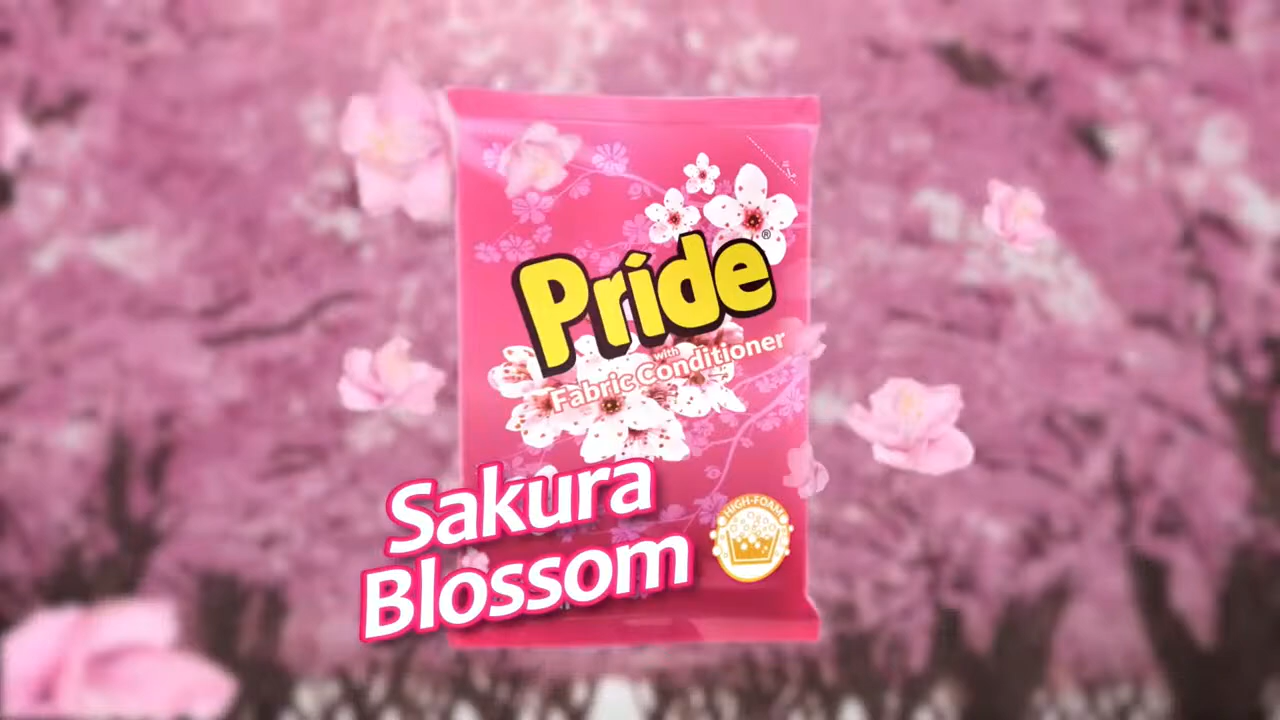 Pride®
with
Fabric Conditioner
Sakura
Blossom
HIGH-FOAM